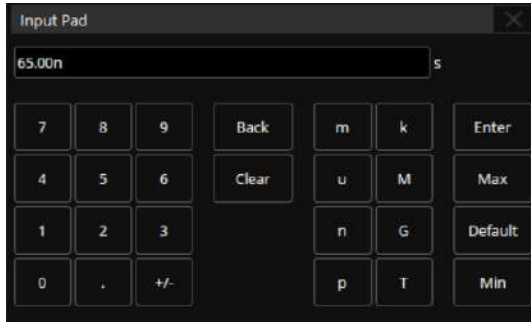 Input Pad
65.00n s
7 8 9 Back m k Enter
4 5 6 Clear u M Max
1 2 3 n G Default
0 . +/- p T Min